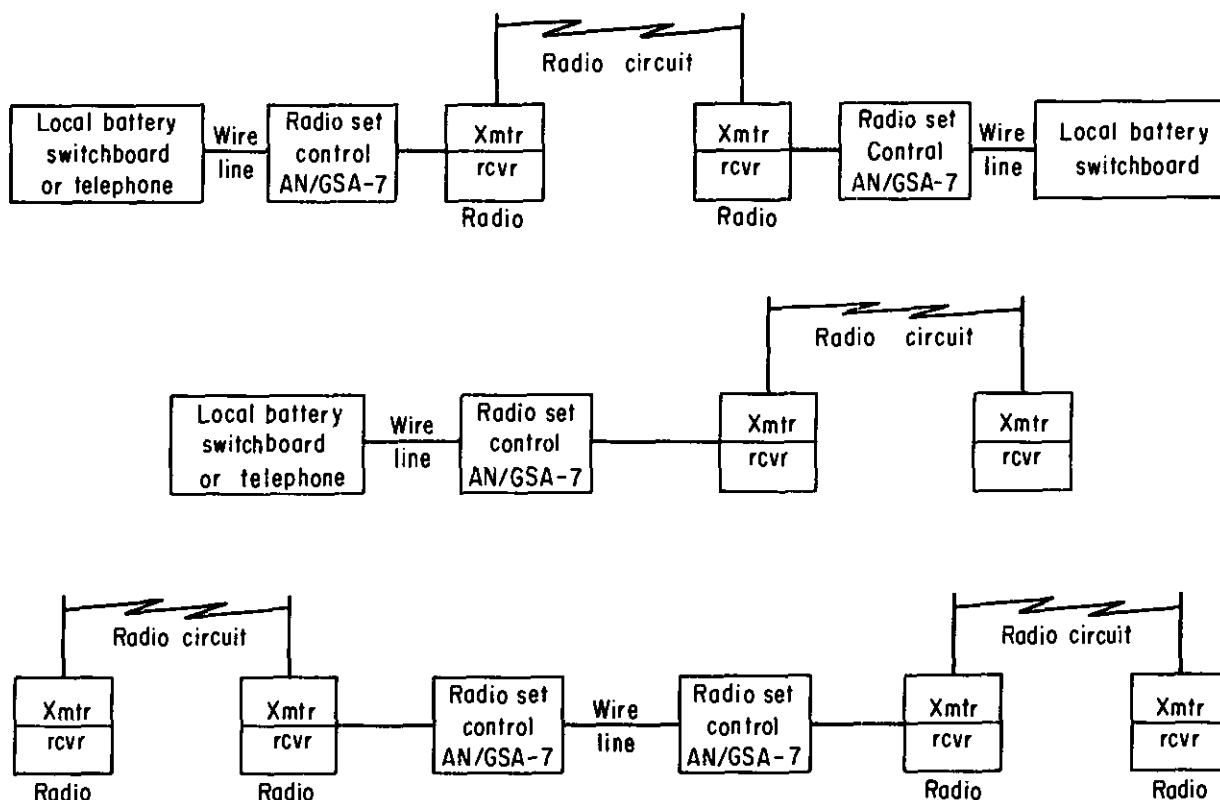 Radio circuit
Local battery
switchboard
or telephone
Wire
line
Radio set
control
AN/GSA-7
Xmtr
rcvr
Radio
Xmtr
rcvr
Radio
Radio set
Contral
AN/GSA-7
Wire
line
Local battery
switchboard
Radio circuit
Local battery
switchboard
or telephone
Wire
line
Radio set
control
AN/GSA-7
Xmtr
rcvr
Xmtr
rcvr
Radio circuit
Radio circuit
Xmtr
rcvr
Radio
Xmtr
rcvr
Radio
Radio set
control
AN/GSA-7
Wire
line
Radio set
control
AN/GSA-7
Xmtr
rcvr
Radio
Xmtr
rcvr
Radio